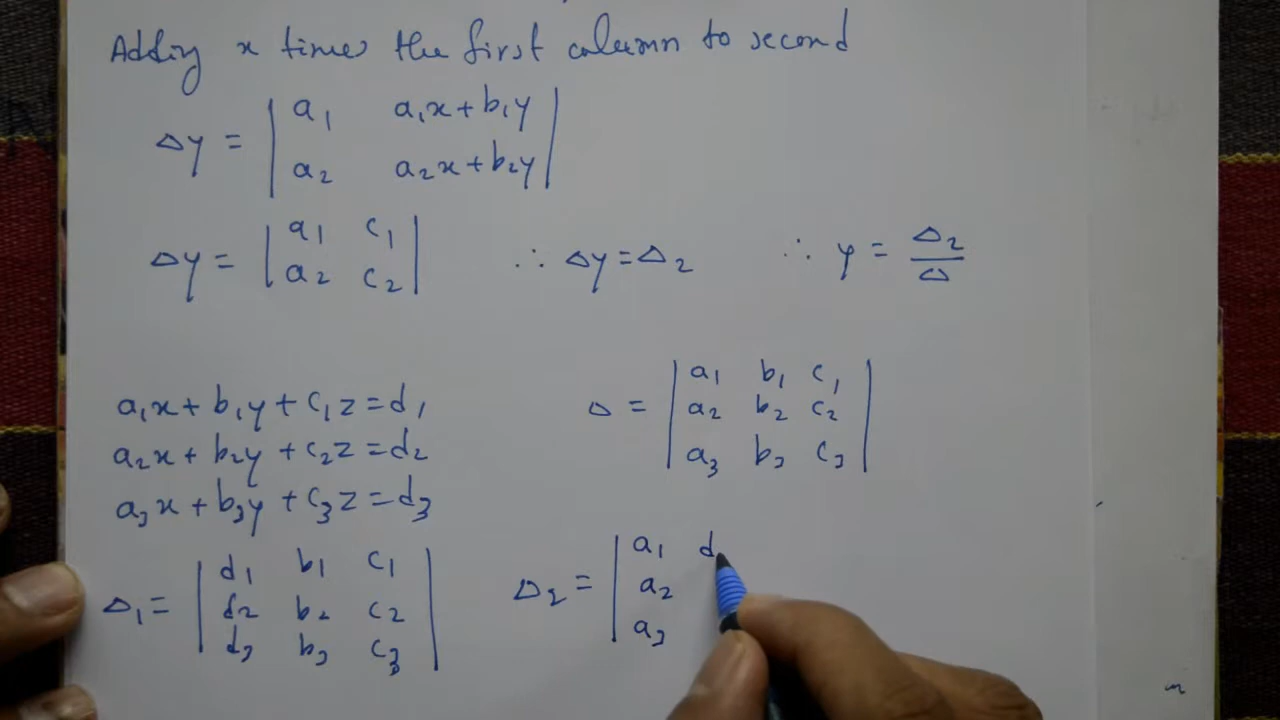 Adding x times the first column to second
Δy = | a₁ a₁x + b₁y |
| a₂ a₂x + b₂y |
Δy = | a₁ c₁ | ∴ Δy = Δ₂ ∴ y = Δ₂/Δ
| a₂ c₂ |
a₁x + b₁y + c₁z = d₁
a₂x + b₂y + c₂z = d₂
a₃x + b₃y + c₃z = d₃
Δ = | a₁ b₁ c₁ |
| a₂ b₂ c₂ |
| a₃ b₃ c₃ |
Δ₁ = | d₁ b₁ c₁ |
| d₂ b₂ c₂ |
| d₃ b₃ c₃ |
Δ₂ = | a₁ d
| a₂
| a₃